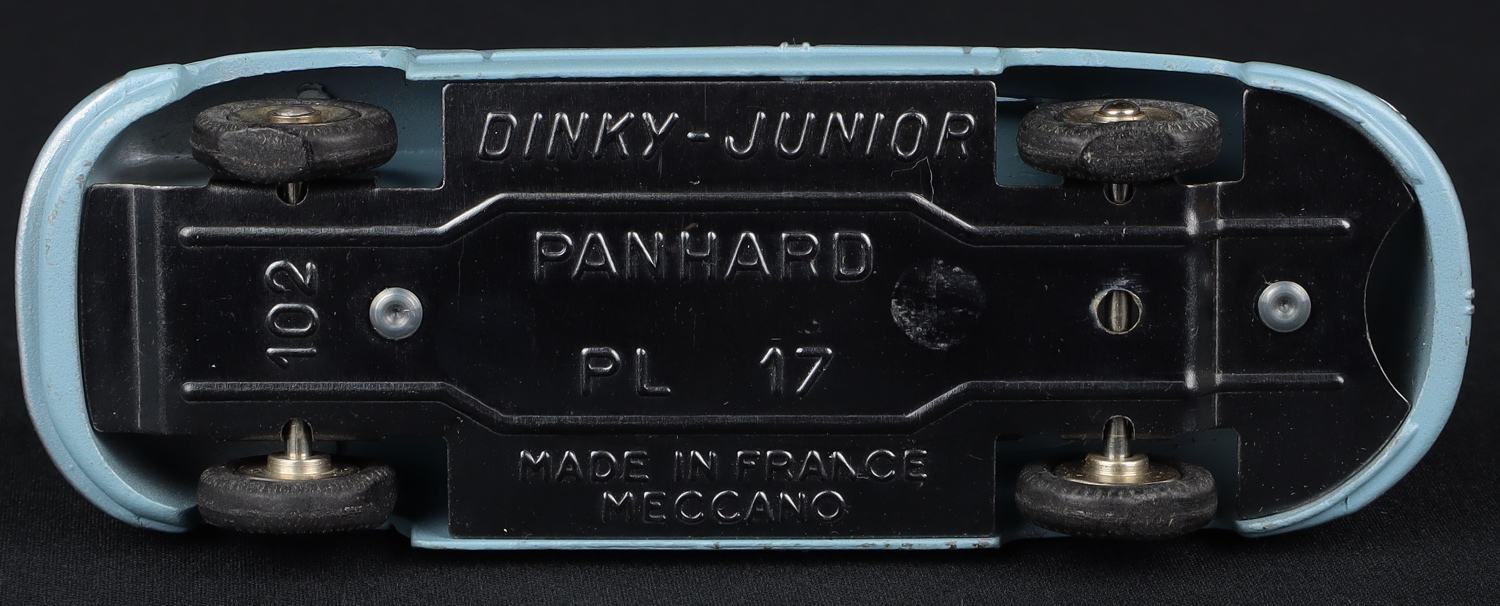 DINKY-JUNIOR
PANHARD
102
PL 17
MADE IN FRANCE
MECCANO